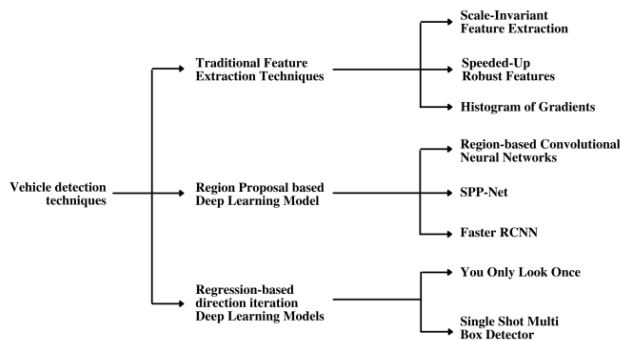 Vehicle detection
techniques
Traditional Feature
Extraction Techniques
Scale-Invariant
Feature Extraction
Speeded-Up
Robust Features
Histogram of Gradients
Region Proposal based
Deep Learning Model
Region-based Convolutional
Neural Networks
SPP-Net
Faster RCNN
Regression-based
direction iteration
Deep Learning Models
You Only Look Once
Single Shot Multi
Box Detector